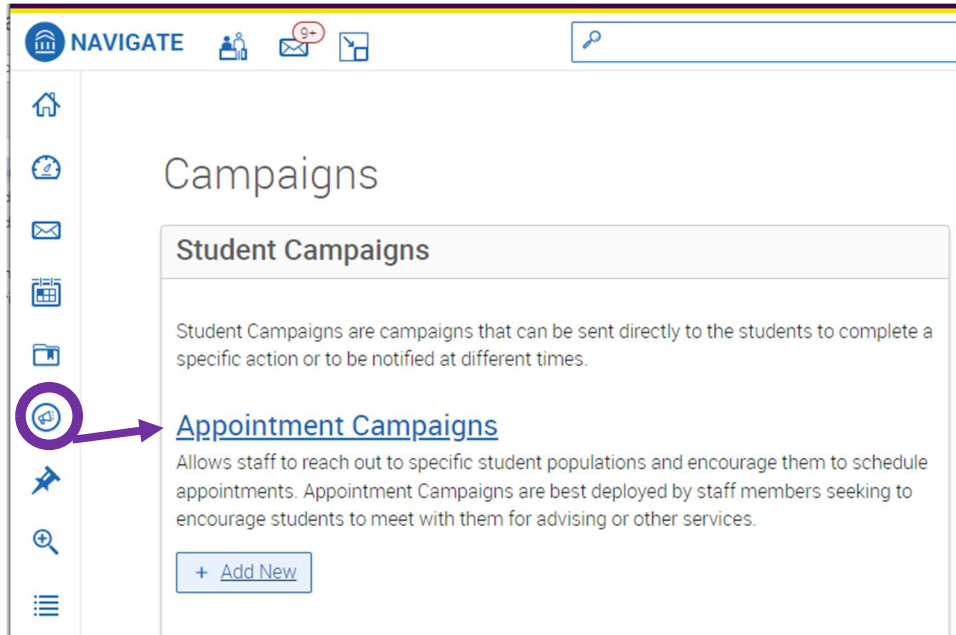 NAVIGATE
9+
Campaigns
Student Campaigns
Student Campaigns are campaigns that can be sent directly to the students to complete a
specific action or to be notified at different times.
Appointment Campaigns
Allows staff to reach out to specific student populations and encourage them to schedule
appointments. Appointment Campaigns are best deployed by staff members seeking to
encourage students to meet with them for advising or other services.
+ Add New